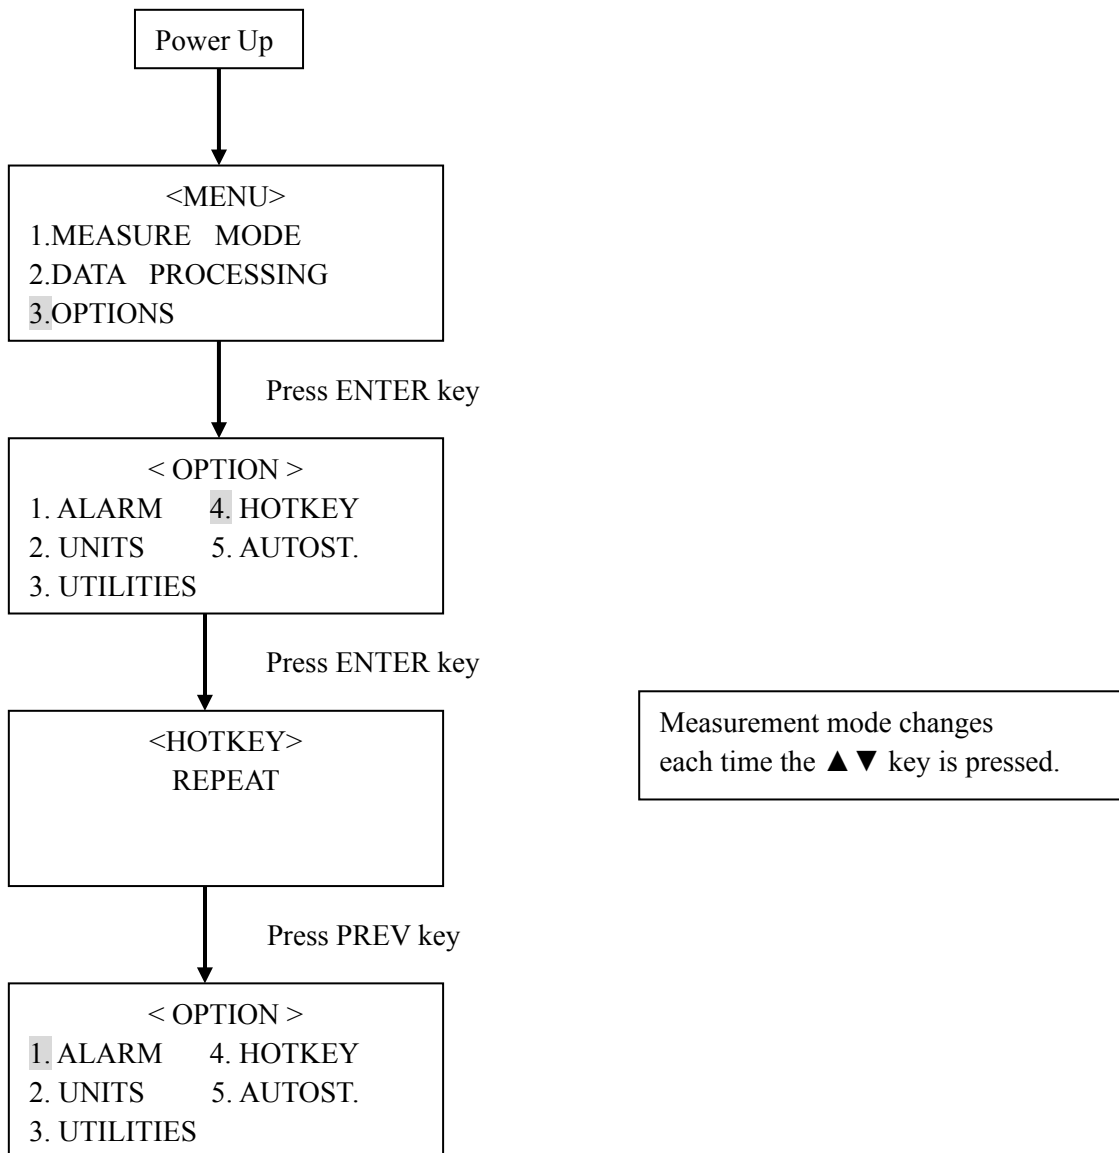 Power Up
<MENU>
1.MEASURE MODE
2.DATA PROCESSING
3.OPTIONS
Press ENTER key
< OPTION >
1. ALARM 4. HOTKEY
2. UNITS 5. AUTOST.
3. UTILITIES
Press ENTER key
<HOTKEY>
REPEAT
Measurement mode changes
each time the ▲▼ key is pressed.
Press PREV key
< OPTION >
1. ALARM 4. HOTKEY
2. UNITS 5. AUTOST.
3. UTILITIES